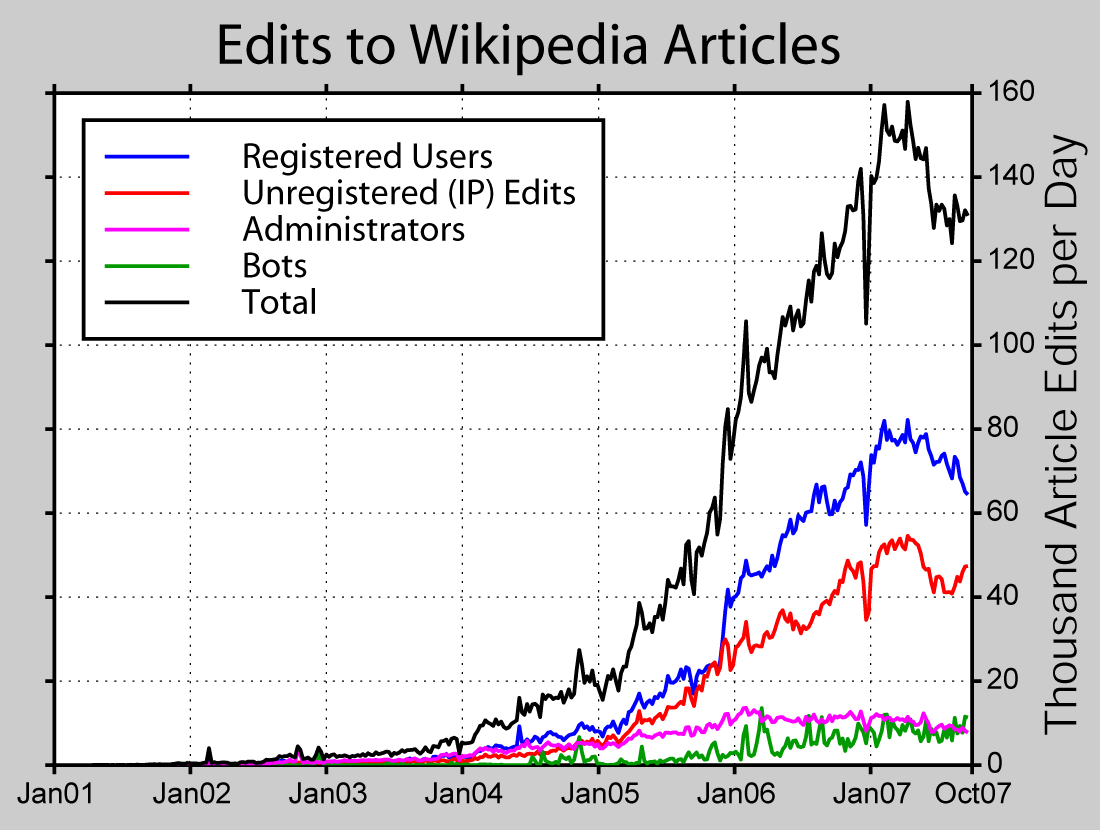 Edits to Wikipedia Articles
Registered Users
Unregistered (IP) Edits
Administrators
Bots
Total
160
140
120
100
80
60
40
20
0
Thousand Article Edits per Day
Jan01 Jan02 Jan03 Jan04 Jan05 Jan06 Jan07 Oct07